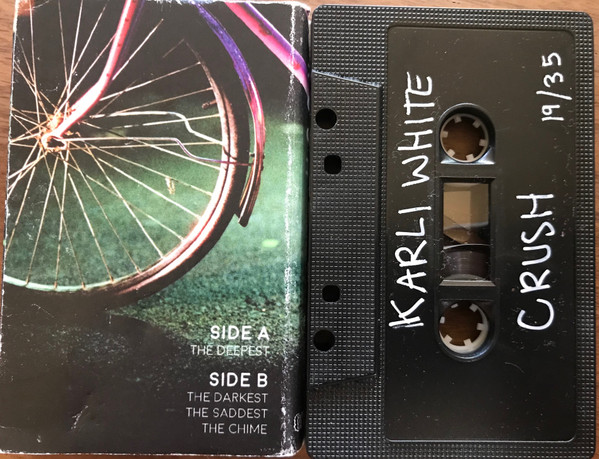 SIDE A
THE DEEPEST
SIDE B
THE DARKEST
THE SADDEST
THE CHIME
KARLI WHITE
CRUSH
19/35